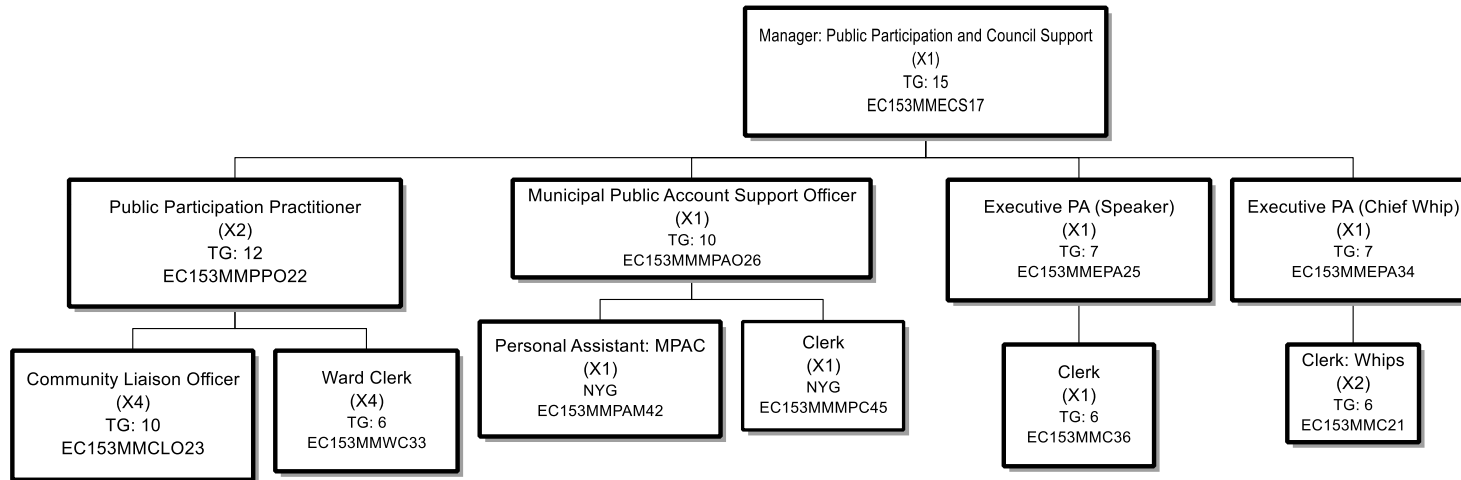 Manager: Public Participation and Council Support
(X1)
TG: 15
EC153MMECS17
Public Participation Practitioner
(X2)
TG: 12
EC153MMPPO22
Municipal Public Account Support Officer
(X1)
TG: 10
EC153MMMPAO26
Executive PA (Speaker)
(X1)
TG: 7
EC153MMEPA25
Executive PA (Chief Whip)
(X1)
TG: 7
EC153MMEPA34
Community Liaison Officer
(X4)
TG: 10
EC153MMCLO23
Ward Clerk
(X4)
TG: 6
EC153MMWC33
Personal Assistant: MPAC
(X1)
NYG
EC153MMPAM42
Clerk
(X1)
NYG
EC153MMMPC45
Clerk
(X1)
TG: 6
EC153MMC36
Clerk: Whips
(X2)
TG: 6
EC153MMC21